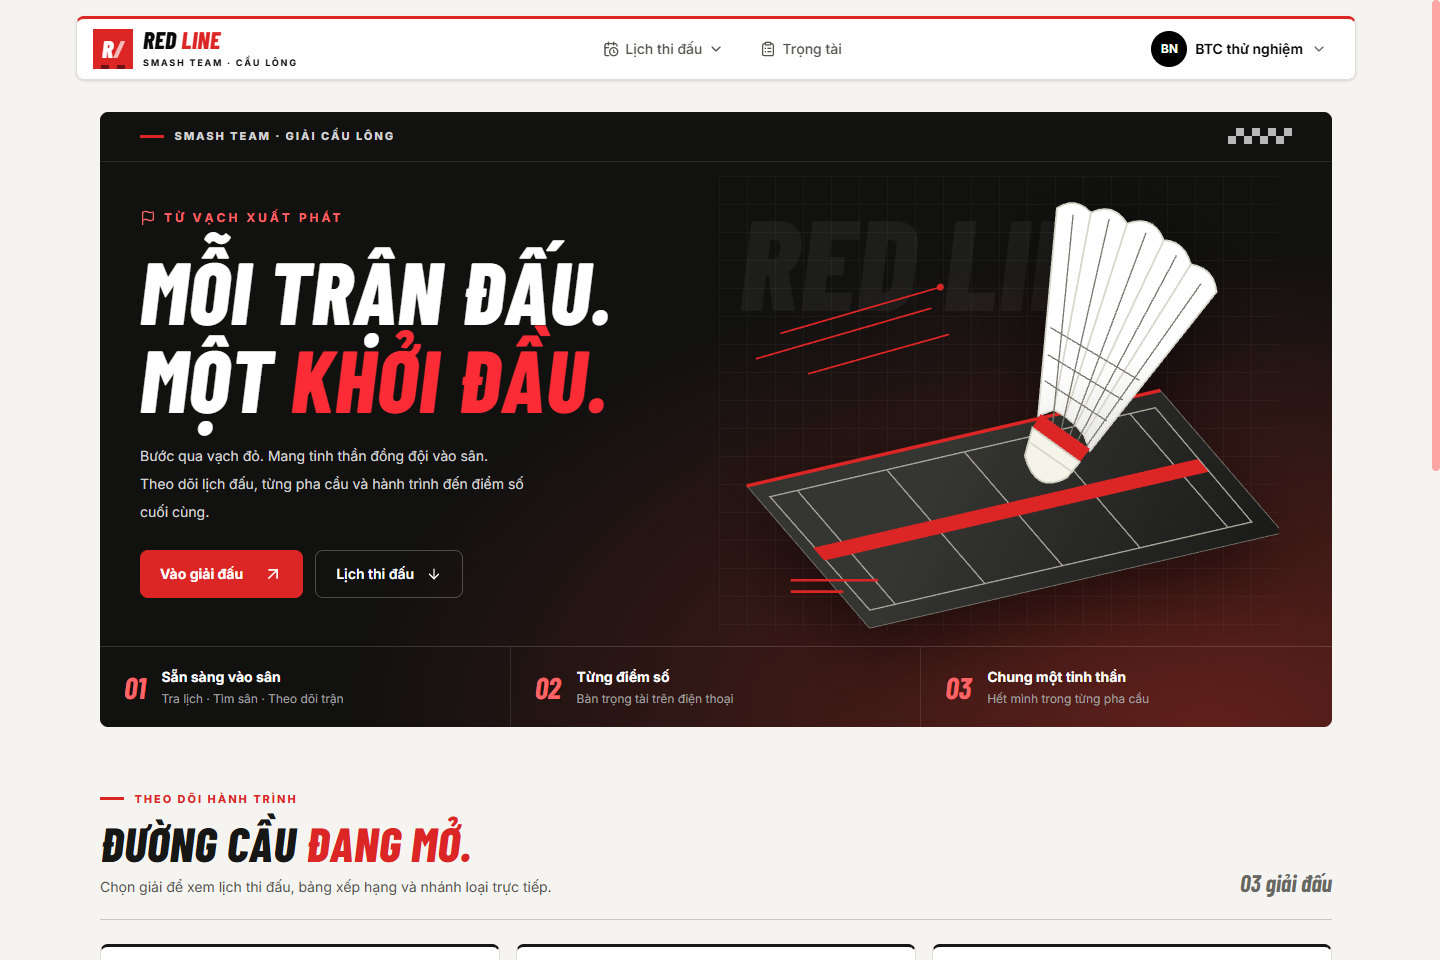 R/
RED LINE
SMASH TEAM · CẦU LÔNG
Lịch thi đấu
Trọng tài
BN
BTC thử nghiệm
SMASH TEAM · GIẢI CẦU LÔNG
TỪ VẠCH XUẤT PHÁT
MỖI TRẬN ĐẤU.
MỘT KHỞI ĐẦU.
Bước qua vạch đỏ. Mang tinh thần đồng đội vào sân.
Theo dõi lịch đấu, từng pha cầu và hành trình đến điểm số
cuối cùng.
Vào giải đấu
Lịch thi đấu
RED LI
01
Sẵn sàng vào sân
Tra lịch · Tìm sân · Theo dõi trận
02
Từng điểm số
Bàn trọng tài trên điện thoại
03
Chung một tinh thần
Hết mình trong từng pha cầu
THEO DÕI HÀNH TRÌNH
ĐƯỜNG CẦU ĐANG MỞ.
Chọn giải để xem lịch thi đấu, bảng xếp hạng và nhánh loại trực tiếp.
03 giải đấu